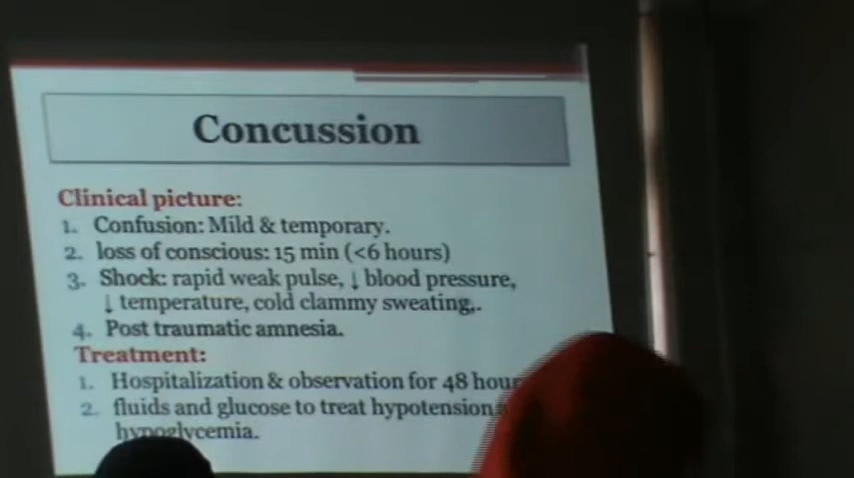 Concussion
Clinical picture:
1. Confusion: Mild & temporary.
2. loss of conscious: 15 min (<6 hours)
3. Shock: rapid weak pulse, ↓ blood pressure,
↓ temperature, cold clammy sweating,.
4. Post traumatic amnesia.
Treatment:
1. Hospitalization & observation for 48 hour
2. fluids and glucose to treat hypotension
hypoglycemia.